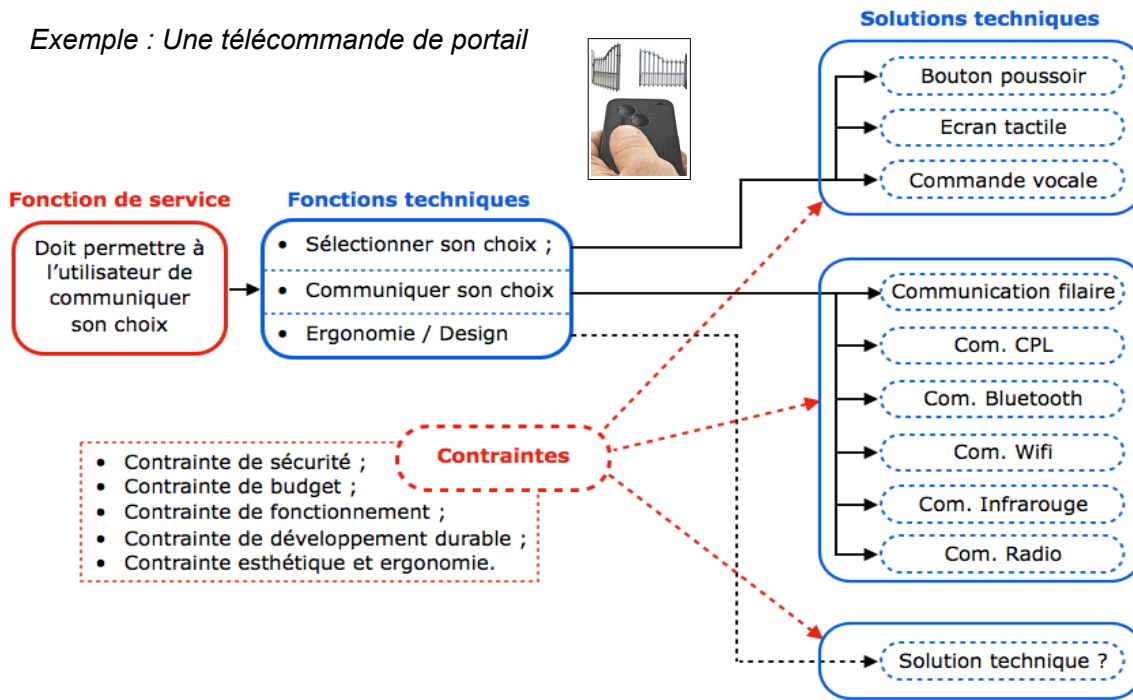 Exemple : Une télécommande de portail
Solutions techniques
Bouton poussoir
Ecran tactile
Commande vocale
Fonction de service
Doit permettre à
l'utilisateur de
communiquer
son choix
Fonctions techniques
• Sélectionner son choix ;
• Communiquer son choix
• Ergonomie / Design
Communication filaire
Com. CPL
Com. Bluetooth
Com. Wifi
Com. Infrarouge
Com. Radio
Contraintes
• Contrainte de sécurité ;
• Contrainte de budget ;
• Contrainte de fonctionnement ;
• Contrainte de développement durable ;
• Contrainte esthétique et ergonomie.
Solution technique ?